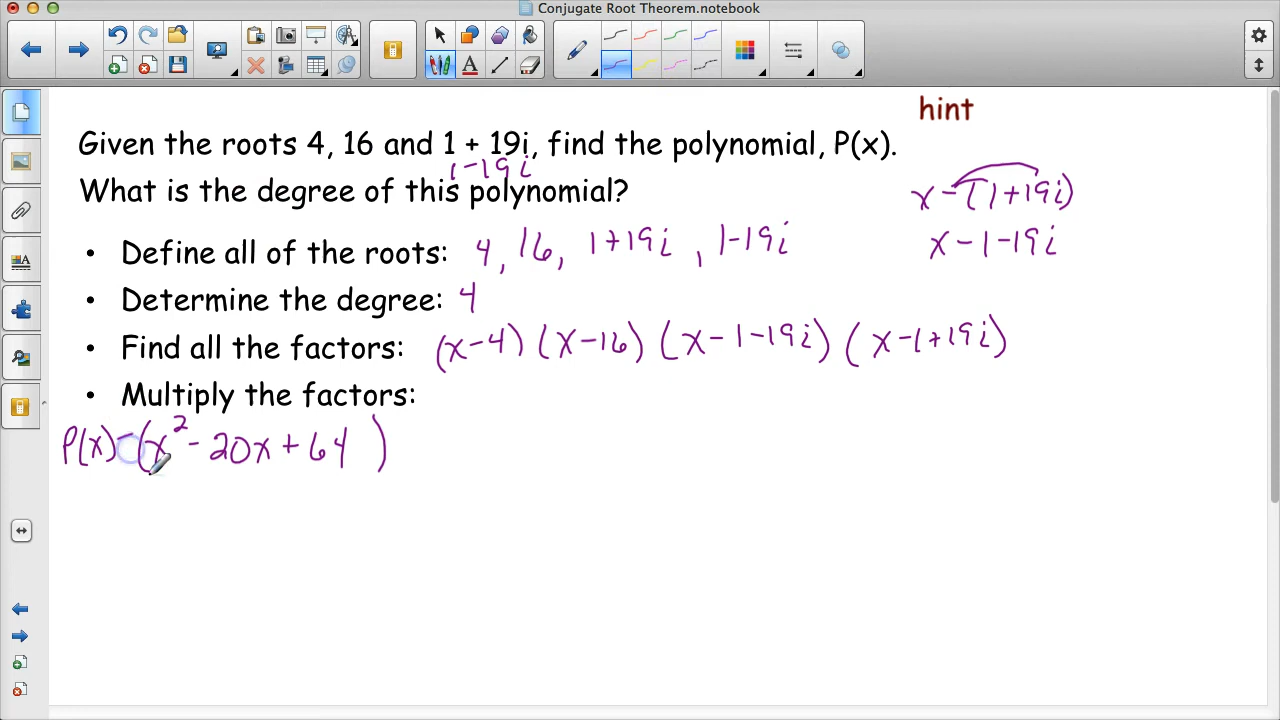 Conjugate Root Theorem.notebook
hint
Given the roots 4, 16 and 1 + 19i, find the polynomial, P(x).
1-19i
What is the degree of this polynomial?
x-(1+19i)
x-1-19i
• Define all of the roots: 4, 16, 1+19i, 1-19i
• Determine the degree: 4
• Find all the factors: (x-4)(x-16)(x-1-19i)(x-1+19i)
• Multiply the factors:
P(x)=(x²-20x+64)